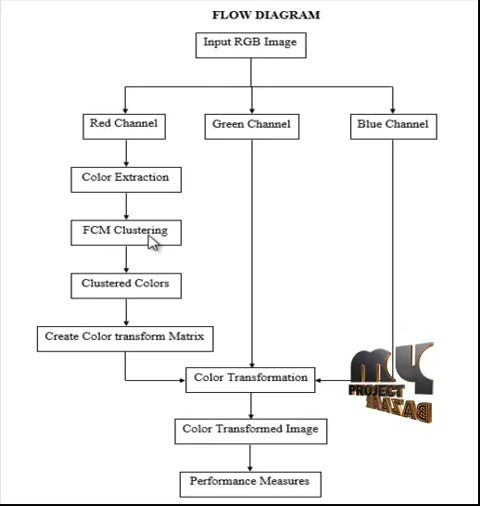 FLOW DIAGRAM
Input RGB Image
Red Channel
Green Channel
Blue Channel
Color Extraction
FCM Clustering
Clustered Colors
Create Color transform Matrix
Color Transformation
Color Transformed Image
Performance Measures
MY
PROJECT
BAZAAR